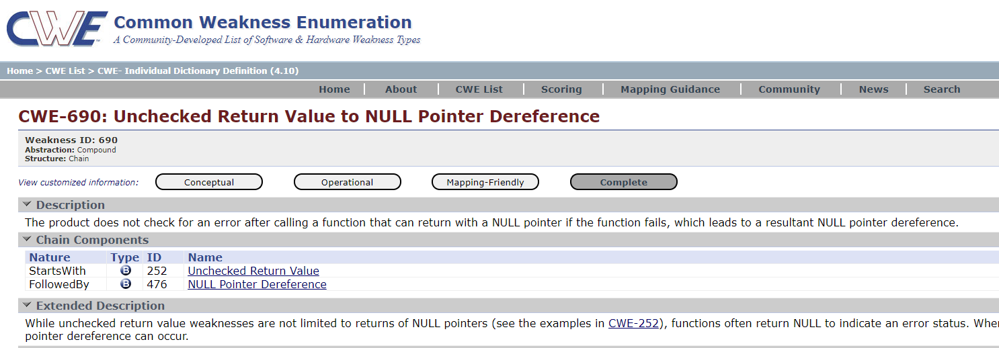 CWE™ Common Weakness Enumeration
A Community-Developed List of Software & Hardware Weakness Types
Home > CWE List > CWE- Individual Dictionary Definition (4.10)
Home About CWE List Scoring Mapping Guidance Community News Search
CWE-690: Unchecked Return Value to NULL Pointer Dereference
Weakness ID: 690
Abstraction: Compound
Structure: Chain
View customized information: Conceptual Operational Mapping-Friendly Complete
Description
The product does not check for an error after calling a function that can return with a NULL pointer if the function fails, which leads to a resultant NULL pointer dereference.
Chain Components
Nature Type ID Name
StartsWith B 252 Unchecked Return Value
FollowedBy B 476 NULL Pointer Dereference
Extended Description
While unchecked return value weaknesses are not limited to returns of NULL pointers (see the examples in CWE-252), functions often return NULL to indicate an error status.
pointer dereference can occur.